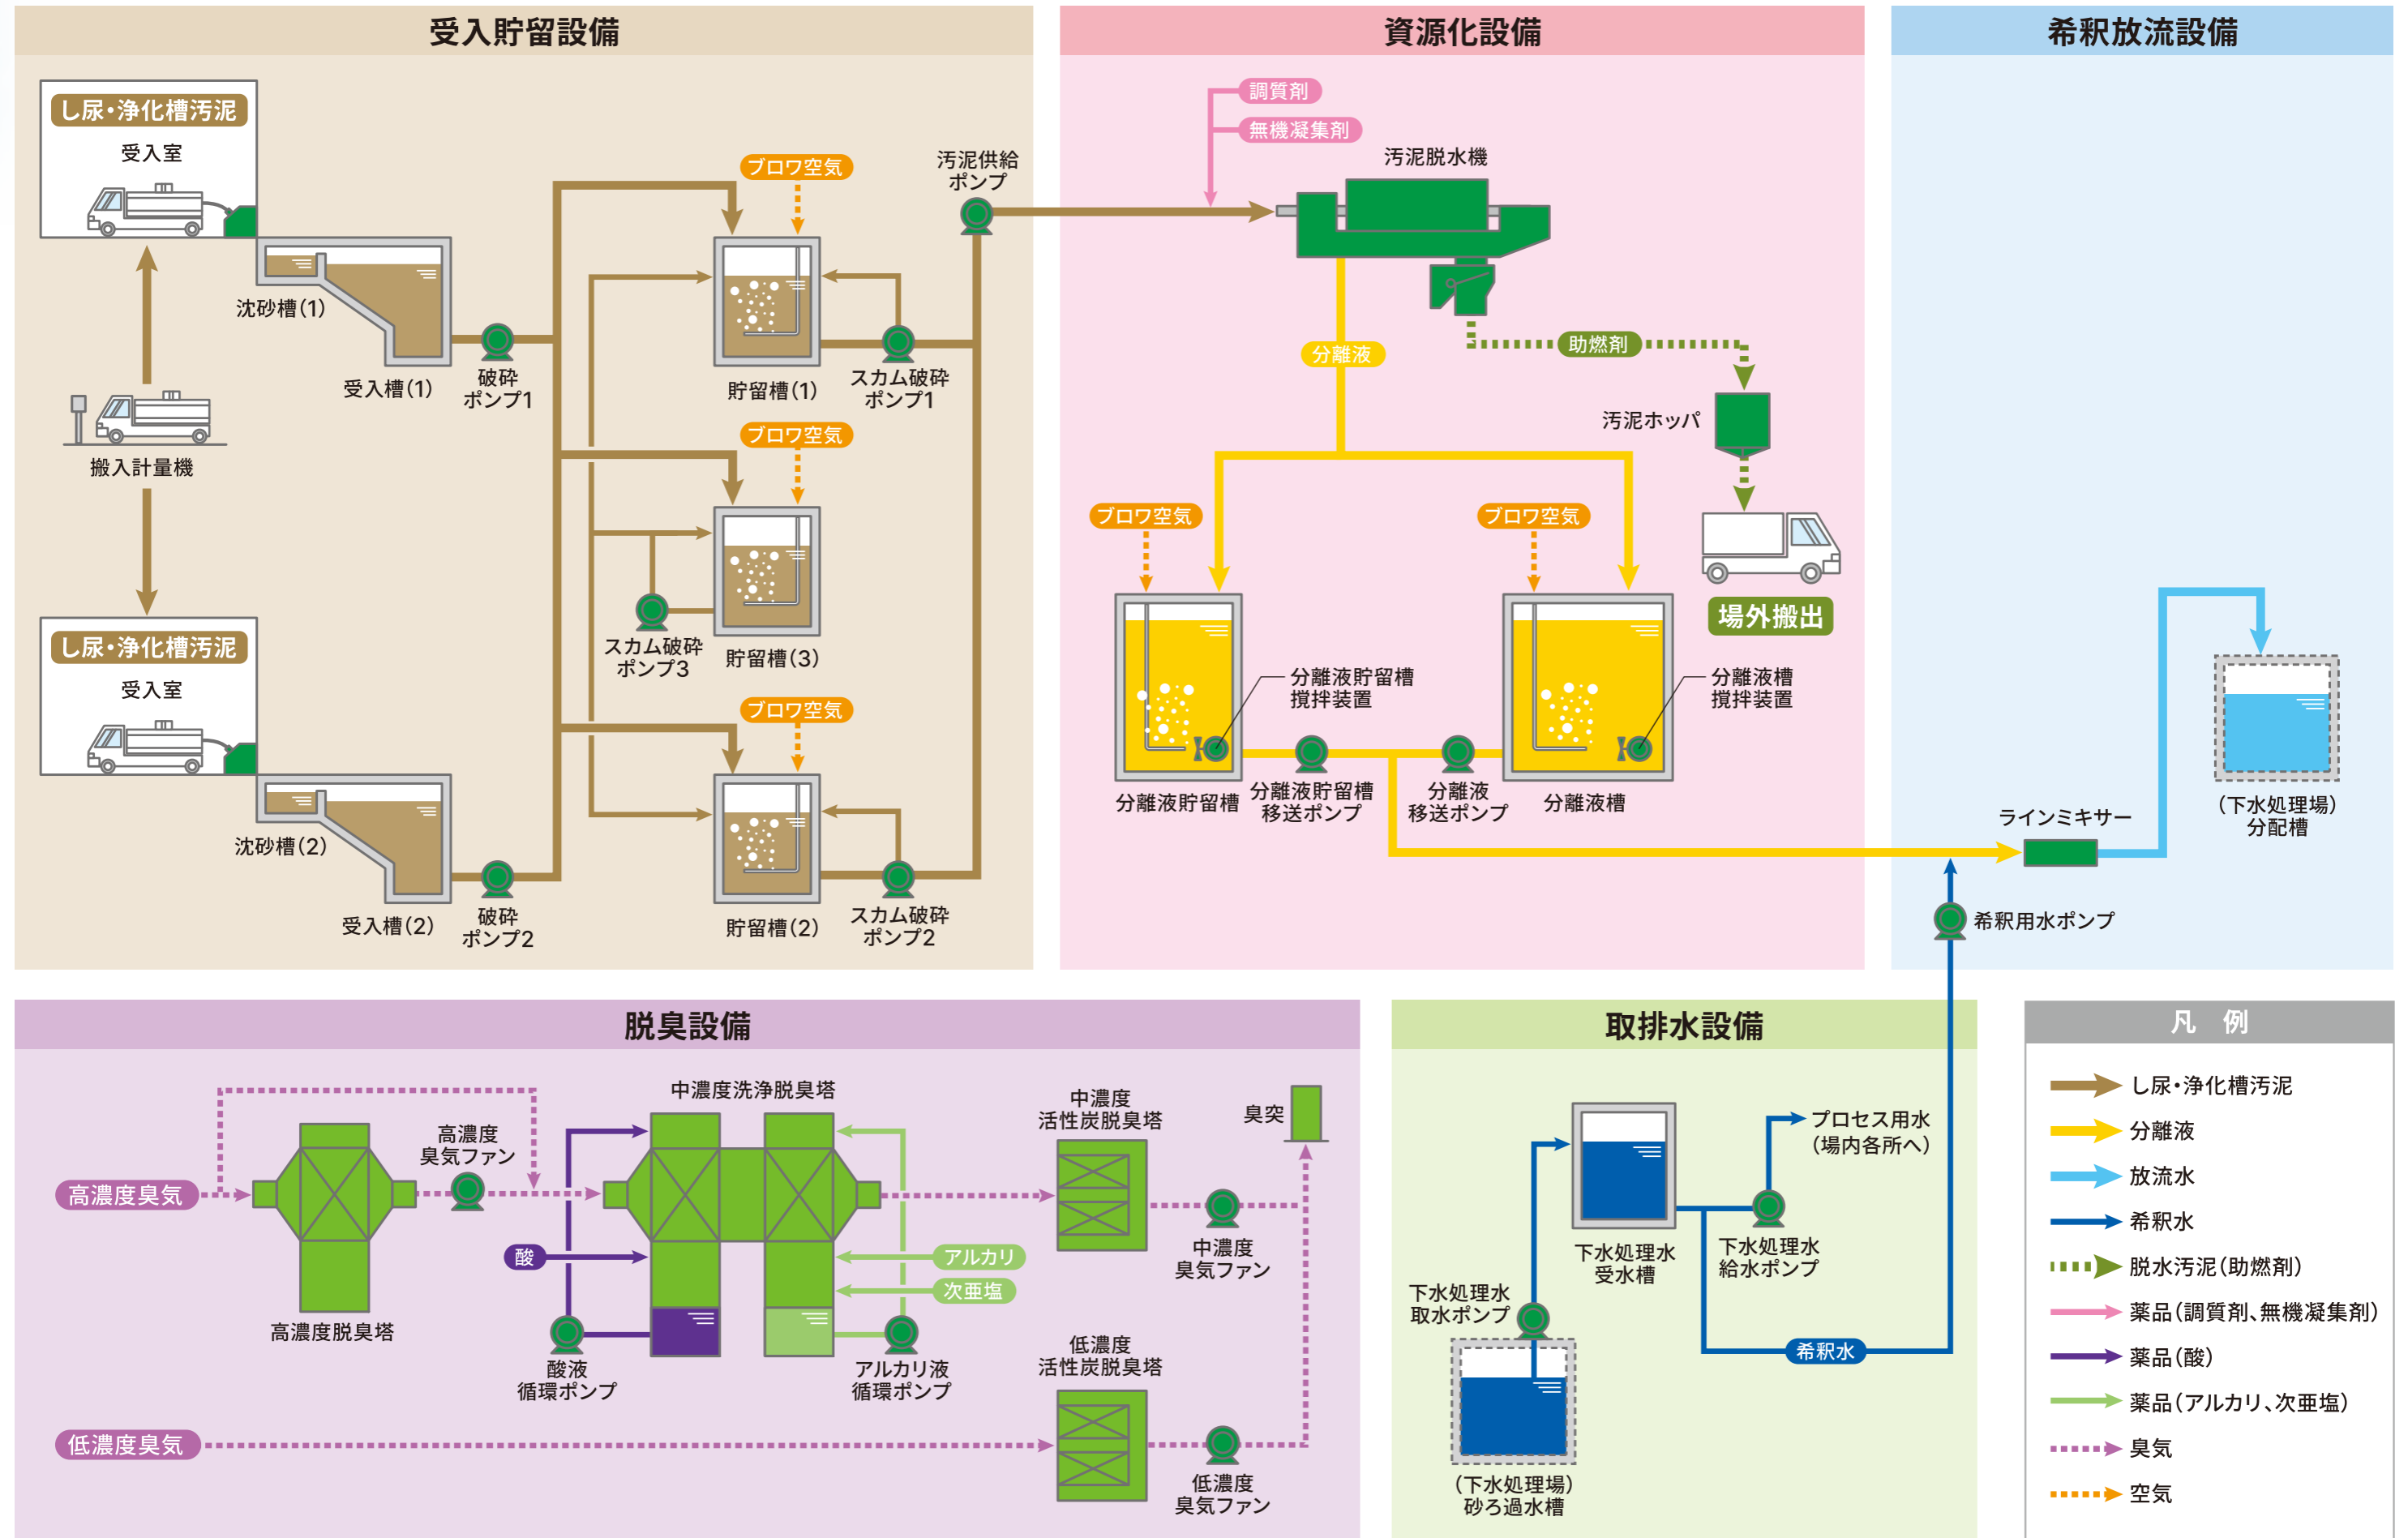 受入貯留設備
し尿・浄化槽汚泥
受入室
沈砂槽（1）
受入槽（1）
破砕
ポンプ1
搬入計量機
し尿・浄化槽汚泥
受入室
沈砂槽（2）
受入槽（2）
破砕
ポンプ2
ブロワ空気
貯留槽（1）
スカム破砕
ポンプ1
ブロワ空気
スカム破砕
ポンプ3
貯留槽（3）
ブロワ空気
貯留槽（2）
スカム破砕
ポンプ2
汚泥供給
ポンプ
資源化設備
調質剤
無機凝集剤
汚泥脱水機
分離液
助燃剤
汚泥ホッパ
場外搬出
ブロワ空気
ブロワ空気
分離液貯留槽
撹拌装置
分離液槽
撹拌装置
分離液貯留槽
分離液貯留槽
移送ポンプ
分離液
移送ポンプ
分離液槽
希釈放流設備
ラインミキサー
（下水処理場）
分配槽
希釈用水ポンプ
脱臭設備
高濃度臭気
高濃度脱臭塔
高濃度
臭気ファン
中濃度洗浄脱臭塔
酸
アルカリ
次亜塩
酸液
循環ポンプ
アルカリ液
循環ポンプ
中濃度
活性炭脱臭塔
中濃度
臭気ファン
臭突
低濃度臭気
低濃度
活性炭脱臭塔
低濃度
臭気ファン
取排水設備
プロセス用水
（場内各所へ）
下水処理水
受水槽
下水処理水
給水ポンプ
下水処理水
取水ポンプ
希釈水
（下水処理場）
砂ろ過水槽
凡　例
し尿・浄化槽汚泥
分離液
放流水
希釈水
脱水汚泥（助燃剤）
薬品（調質剤、無機凝集剤）
薬品（酸）
薬品（アルカリ、次亜塩）
臭気
空気